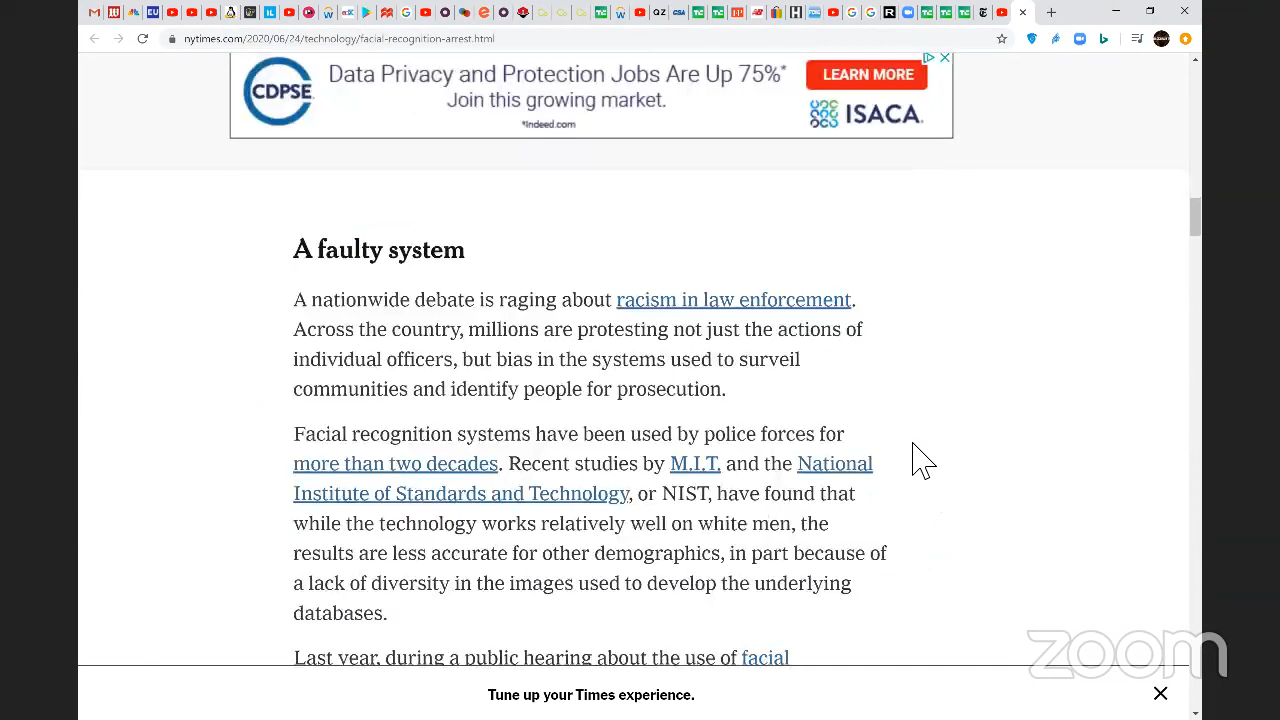 nytimes.com/2020/06/24/technology/facial-recognition-arrest.html
CDPSE
Data Privacy and Protection Jobs Are Up 75%*
Join this growing market.
*Indeed.com
LEARN MORE
ISACA.
A faulty system
A nationwide debate is raging about racism in law enforcement.
Across the country, millions are protesting not just the actions of
individual officers, but bias in the systems used to surveil
communities and identify people for prosecution.
Facial recognition systems have been used by police forces for
more than two decades. Recent studies by M.I.T. and the National
Institute of Standards and Technology, or NIST, have found that
while the technology works relatively well on white men, the
results are less accurate for other demographics, in part because of
a lack of diversity in the images used to develop the underlying
databases.
Last year, during a public hearing about the use of facial
zoom
Tune up your Times experience.